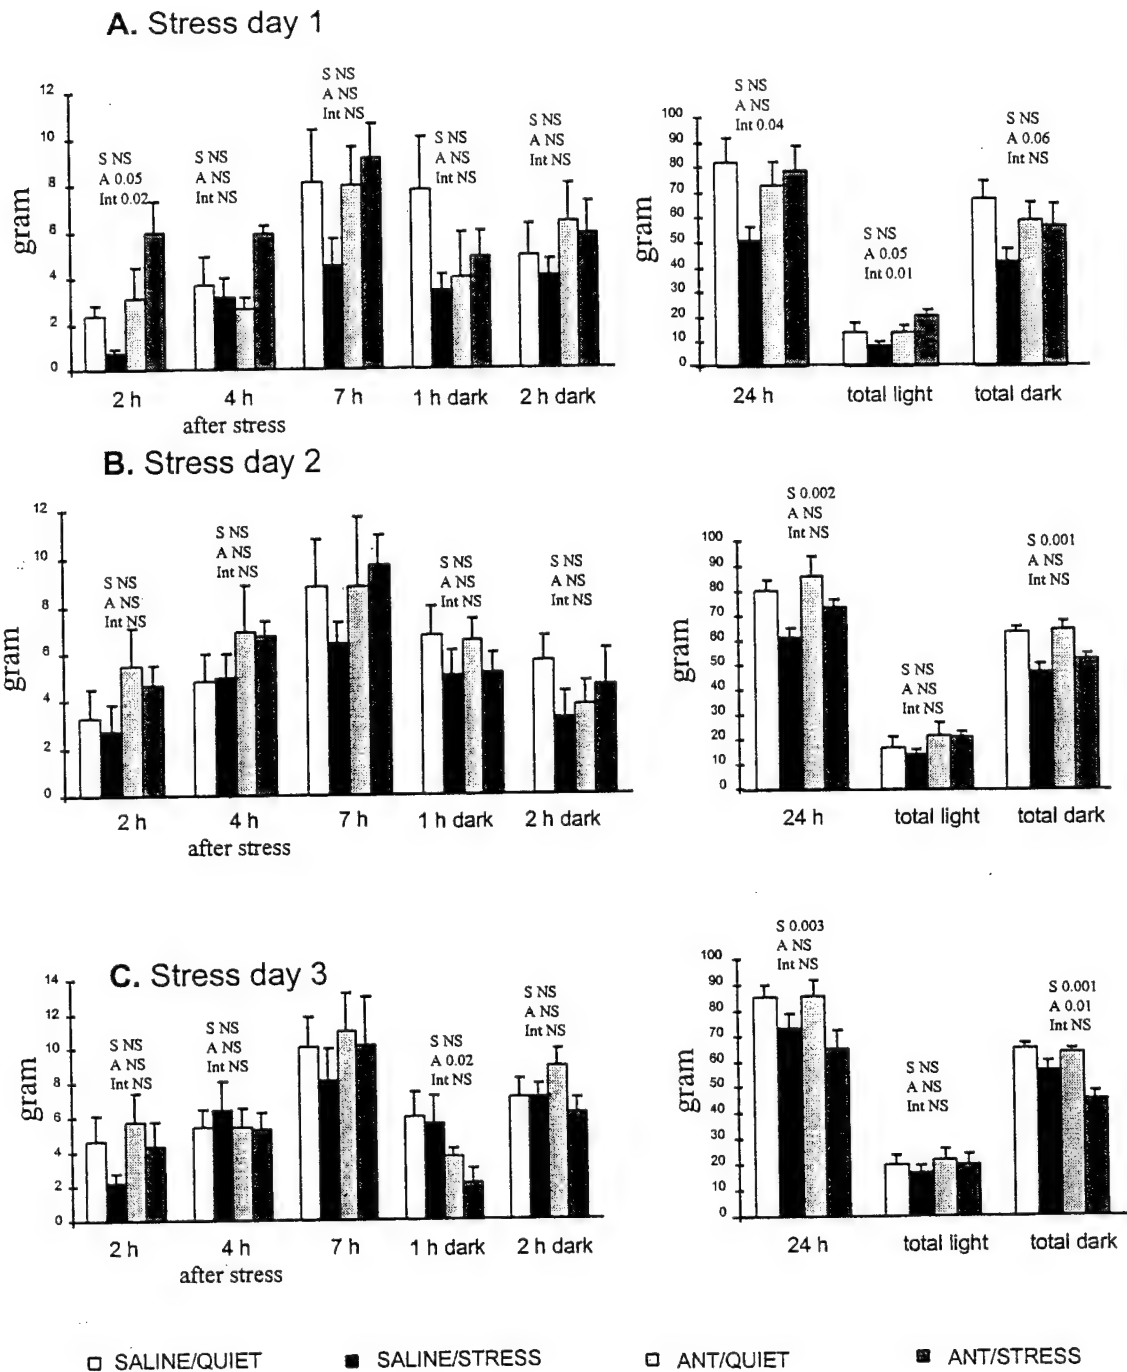 A. Stress day 1
gram
12
10
8
6
4
2
0
S NS
A 0.05
Int 0.02
S NS
A NS
Int NS
S NS
A NS
Int NS
S NS
A NS
Int NS
S NS
A NS
Int NS
2 h
4 h
7 h
1 h dark
2 h dark
after stress
gram
100
90
80
70
60
50
40
30
20
10
0
S NS
A NS
Int 0.04
S NS
A 0.05
Int 0.01
S NS
A 0.06
Int NS
24 h
total light
total dark
B. Stress day 2
gram
12
10
8
6
4
2
0
S NS
A NS
Int NS
S NS
A NS
Int NS
S NS
A NS
Int NS
S NS
A NS
Int NS
2 h
4 h
7 h
1 h dark
2 h dark
after stress
gram
100
90
80
70
60
50
40
30
20
10
0
S 0.002
A NS
Int NS
S NS
A NS
Int NS
S 0.001
A NS
Int NS
24 h
total light
total dark
C. Stress day 3
gram
14
12
10
8
6
4
2
0
S NS
A NS
Int NS
S NS
A NS
Int NS
S NS
A 0.02
Int NS
S NS
A NS
Int NS
2 h
4 h
7 h
1 h dark
2 h dark
after stress
gram
100
90
80
70
60
50
40
30
20
10
0
S 0.003
A NS
Int NS
S NS
A NS
Int NS
S 0.001
A 0.01
Int NS
24 h
total light
total dark
SALINE/QUIET
SALINE/STRESS
ANT/QUIET
ANT/STRESS